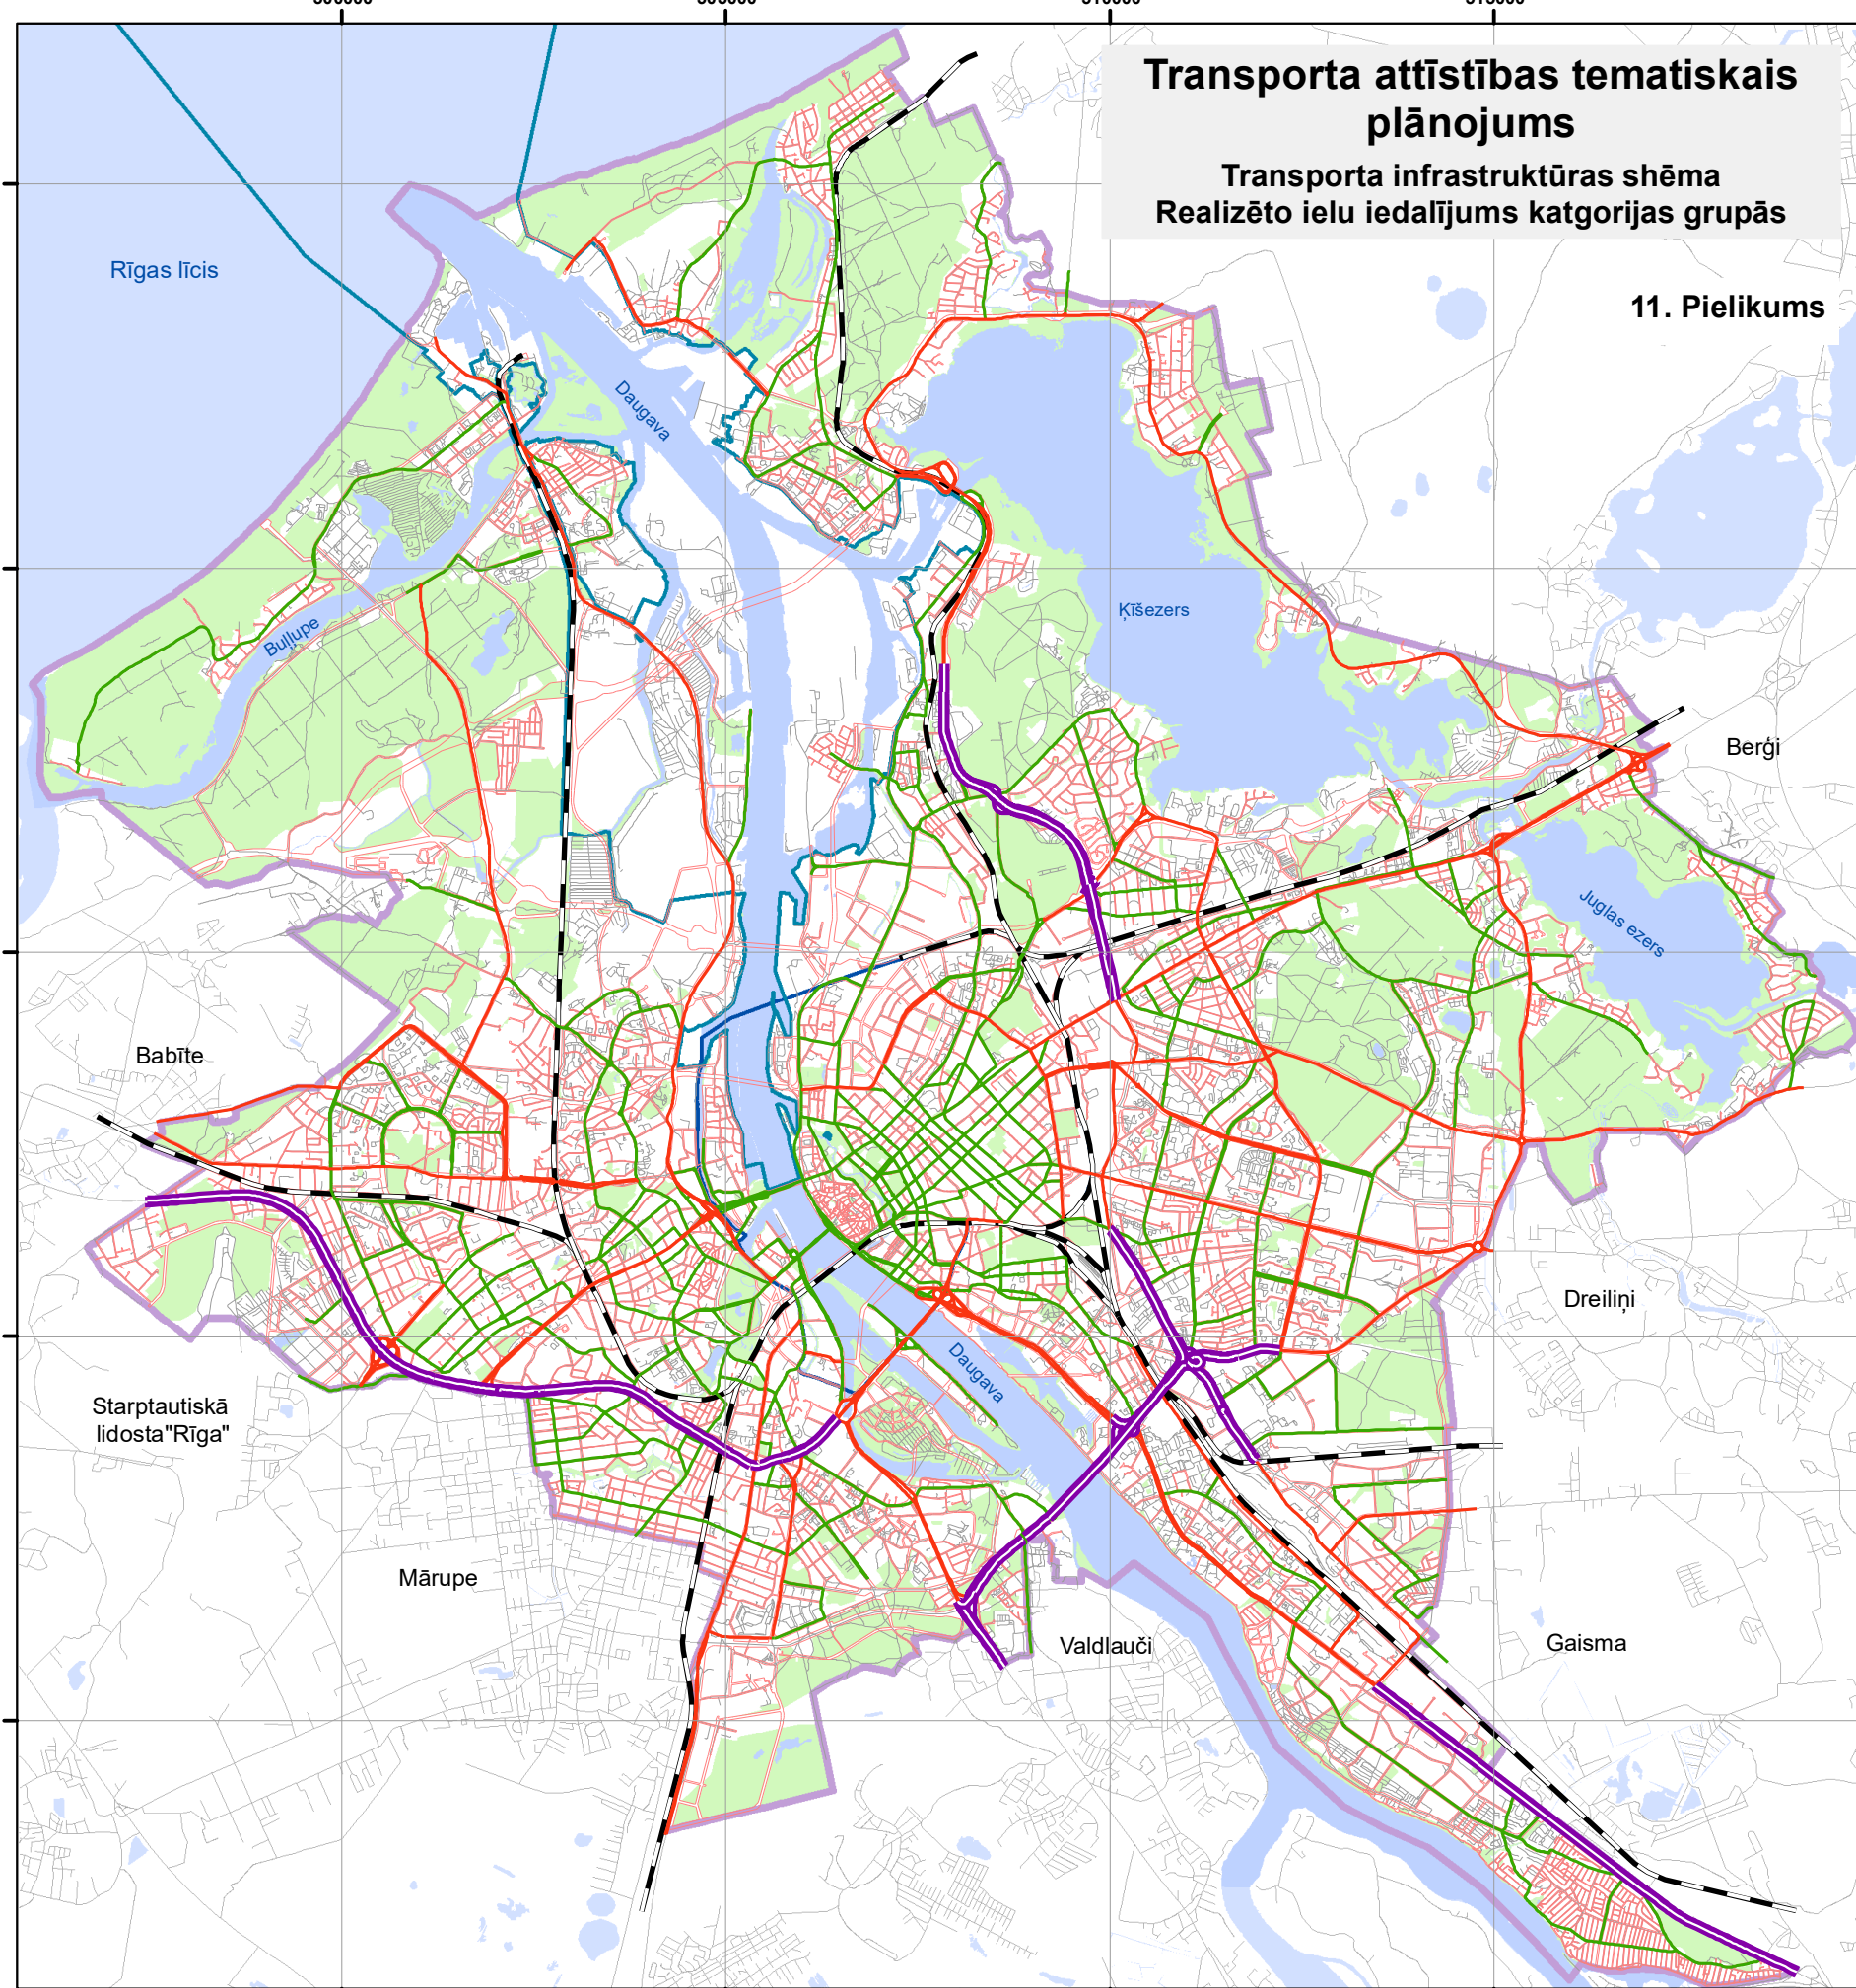 Transporta attīstības tematiskais
plānojums
Transporta infrastruktūras shēma
Realizēto ielu iedalījums katgorijas grupās
11. Pielikums
Rīgas līcis
Daugava
Buļļupe
Ķīšezers
Berģi
Juglas ezers
Babīte
Dreiliņi
Daugava
Starptautiskā
lidosta"Rīga"
Mārupe
Valdlauči
Gaisma